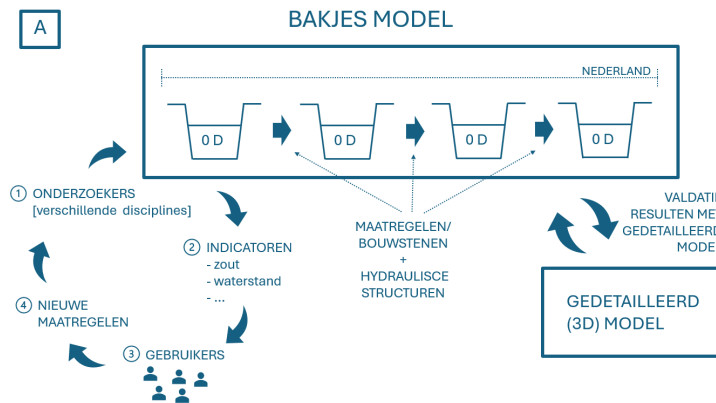 A
BAKJES MODEL
NEDERLAND
0 D
0 D
0 D
0 D
1 ONDERZOEKERS
[verschillende disciplines]
2 INDICATOREN
- zout
- waterstand
- ...
3 GEBRUIKERS
4 NIEUWE
MAATREGELEN
MAATREGELEN/
BOUWSTENEN
+
HYDRAULISCE
STRUCTUREN
VALDATI
RESULTEN ME
GEDETAILLEERD
MODE
GEDETAILLEERD
(3D) MODEL